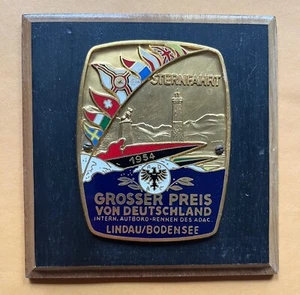 STERNFAHRT
1954
GROSSER PREIS
VON DEUTSCHLAND
INTERN. AUTBORD-RENNEN DES ADAC
LINDAU/BODENSEE